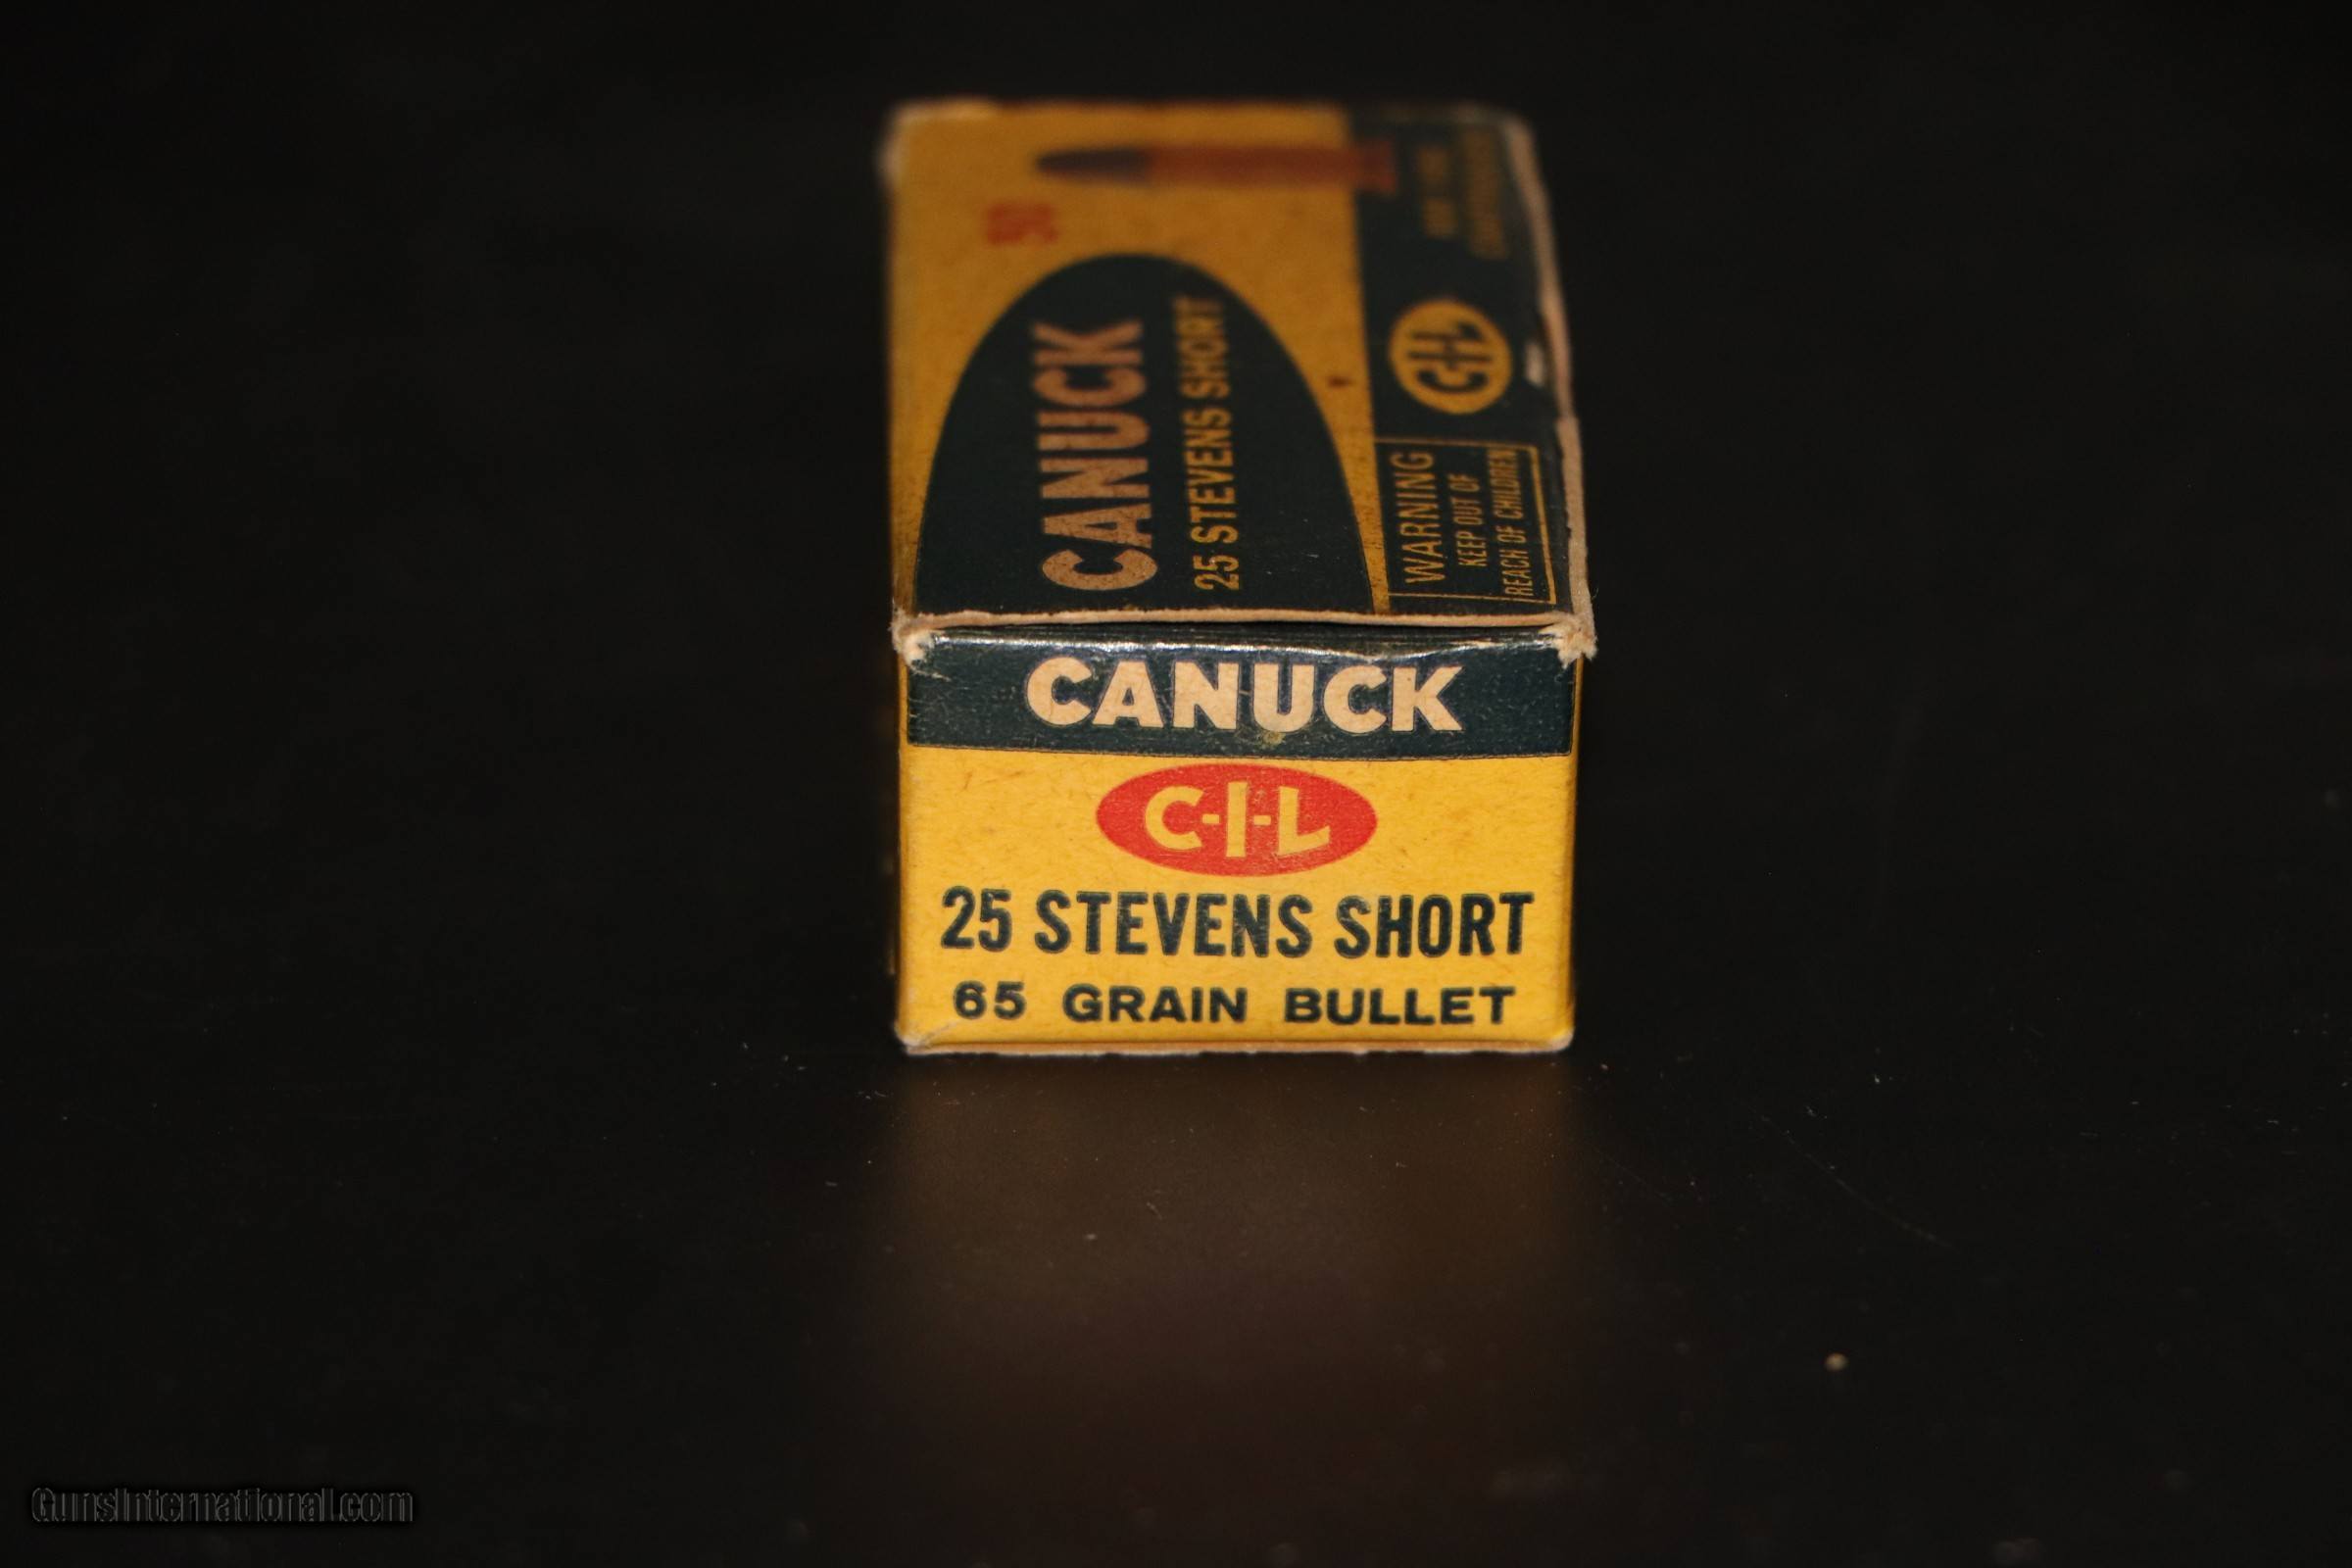 50
CANUCK
25 STEVENS SHORT
C-I-L
WARNING
KEEP OUT OF
REACH OF CHILDREN
CANUCK
C-I-L
25 STEVENS SHORT
65 GRAIN BULLET
GunsInternational.com